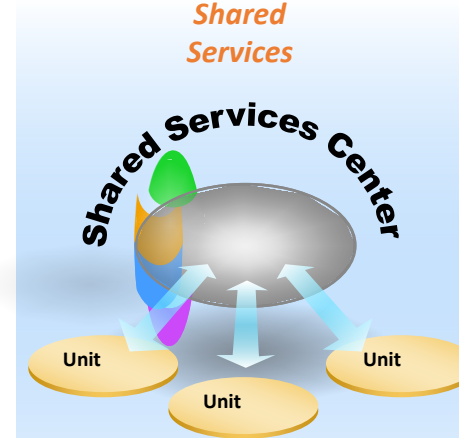 Shared
Services
Shared Services Center
Unit
Unit
Unit